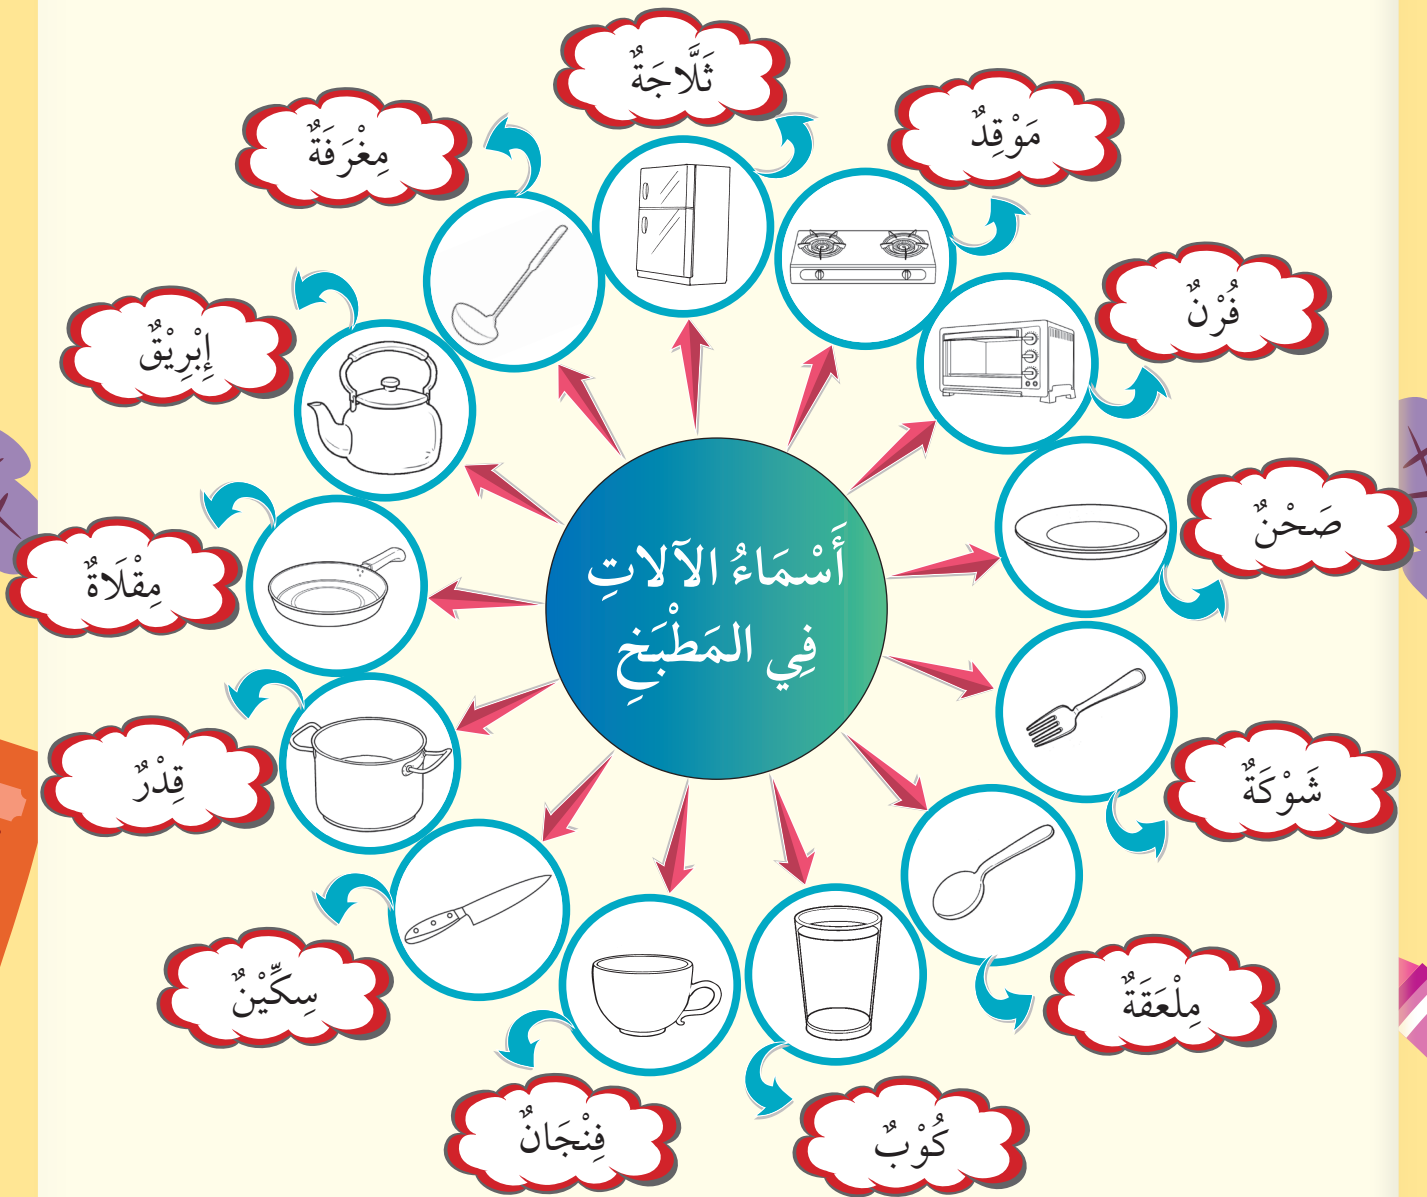 أَسْمَاءُ الآلاتِ
فِي المَطْبَخِ
ثَلَّاجَةٌ
مَوْقِدٌ
فُرْنٌ
صَحْنٌ
شَوْكَةٌ
مِلْعَقَةٌ
كُوْبٌ
فِنْجَانٌ
سِكِّيْنٌ
قِدْرٌ
مِقْلَاةٌ
إِبْرِيْقٌ
مِغْرَفَةٌ